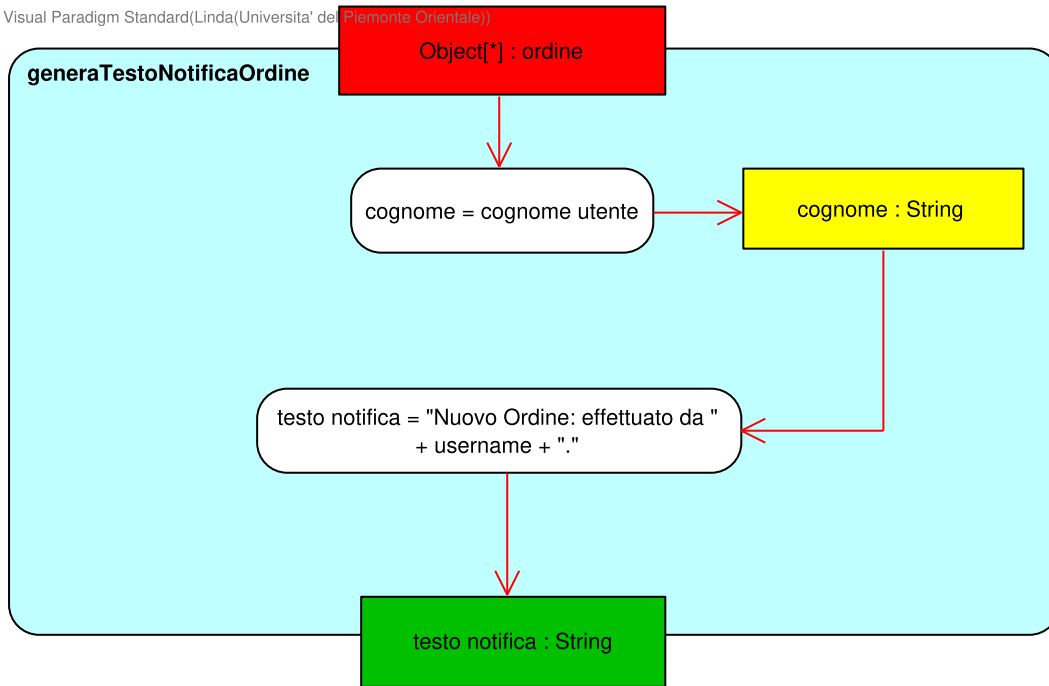 Visual Paradigm Standard(Linda(Universita' del Piemonte Orientale))
Object[*] : ordine
generaTestoNotificaOrdine
cognome = cognome utente
cognome : String
testo notifica = "Nuovo Ordine: effettuato da "
+ username + "."
testo notifica : String